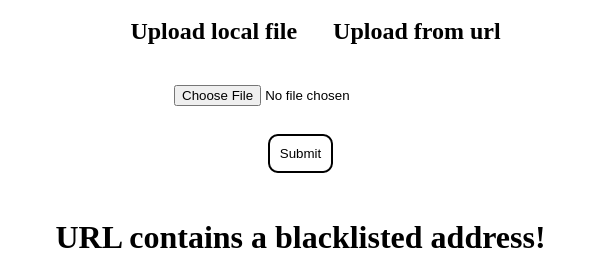 Upload local file Upload from url
Choose File No file chosen
Submit
URL contains a blacklisted address!